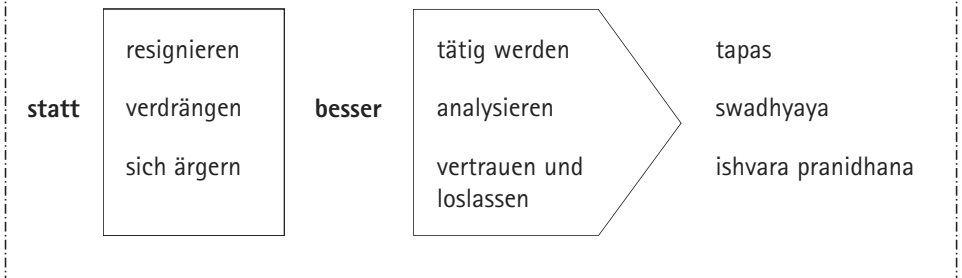 resignieren tätig werden tapas
statt verdrängen besser analysieren swadhyaya
sich ärgern vertrauen und ishvara pranidhana
loslassen